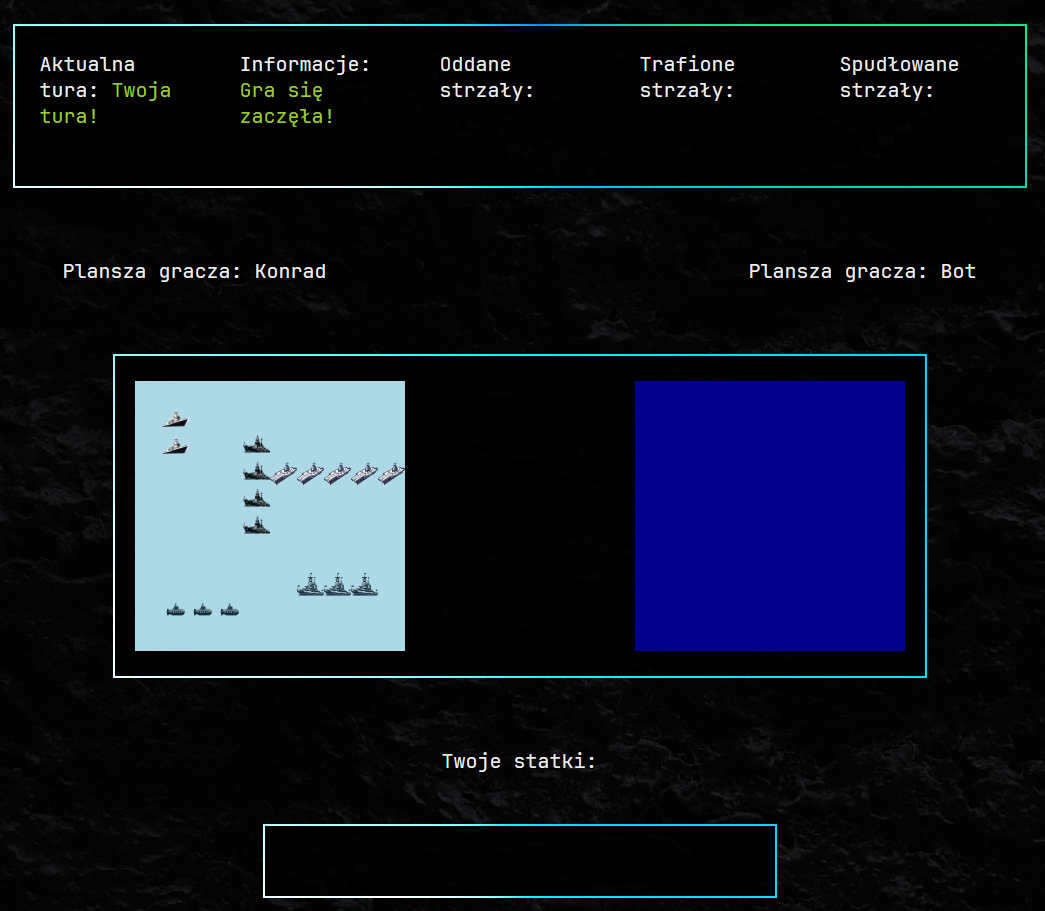 Aktualna
tura: Twoja
tura!
Informacje:
Gra się
zaczęła!
Oddane
strzały:
Trafione
strzały:
Spudłowane
strzały:
Plansza gracza: Konrad
Plansza gracza: Bot
Twoje statki: